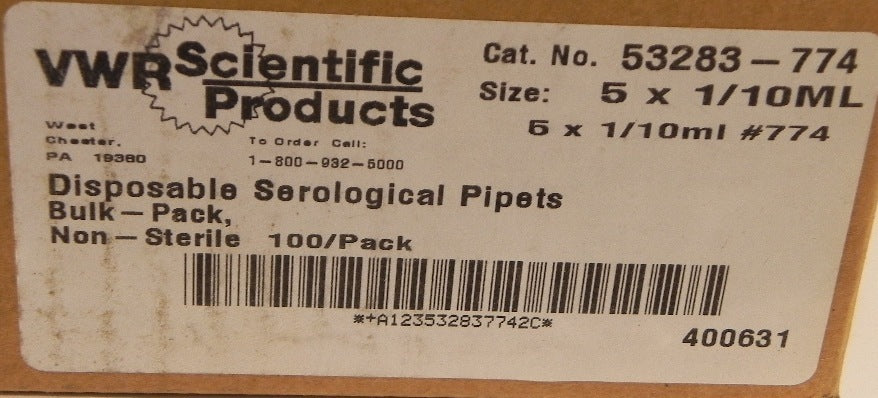 VWR Scientific Products
West Chester, PA 19380
To Order Call:
1-800-932-5000
Cat. No. 53283-774
Size: 5 x 1/10ML
5 x 1/10ml #774
Disposable Serological Pipets
Bulk-Pack,
Non-Sterile 100/Pack
*+A123532837742C*
400631